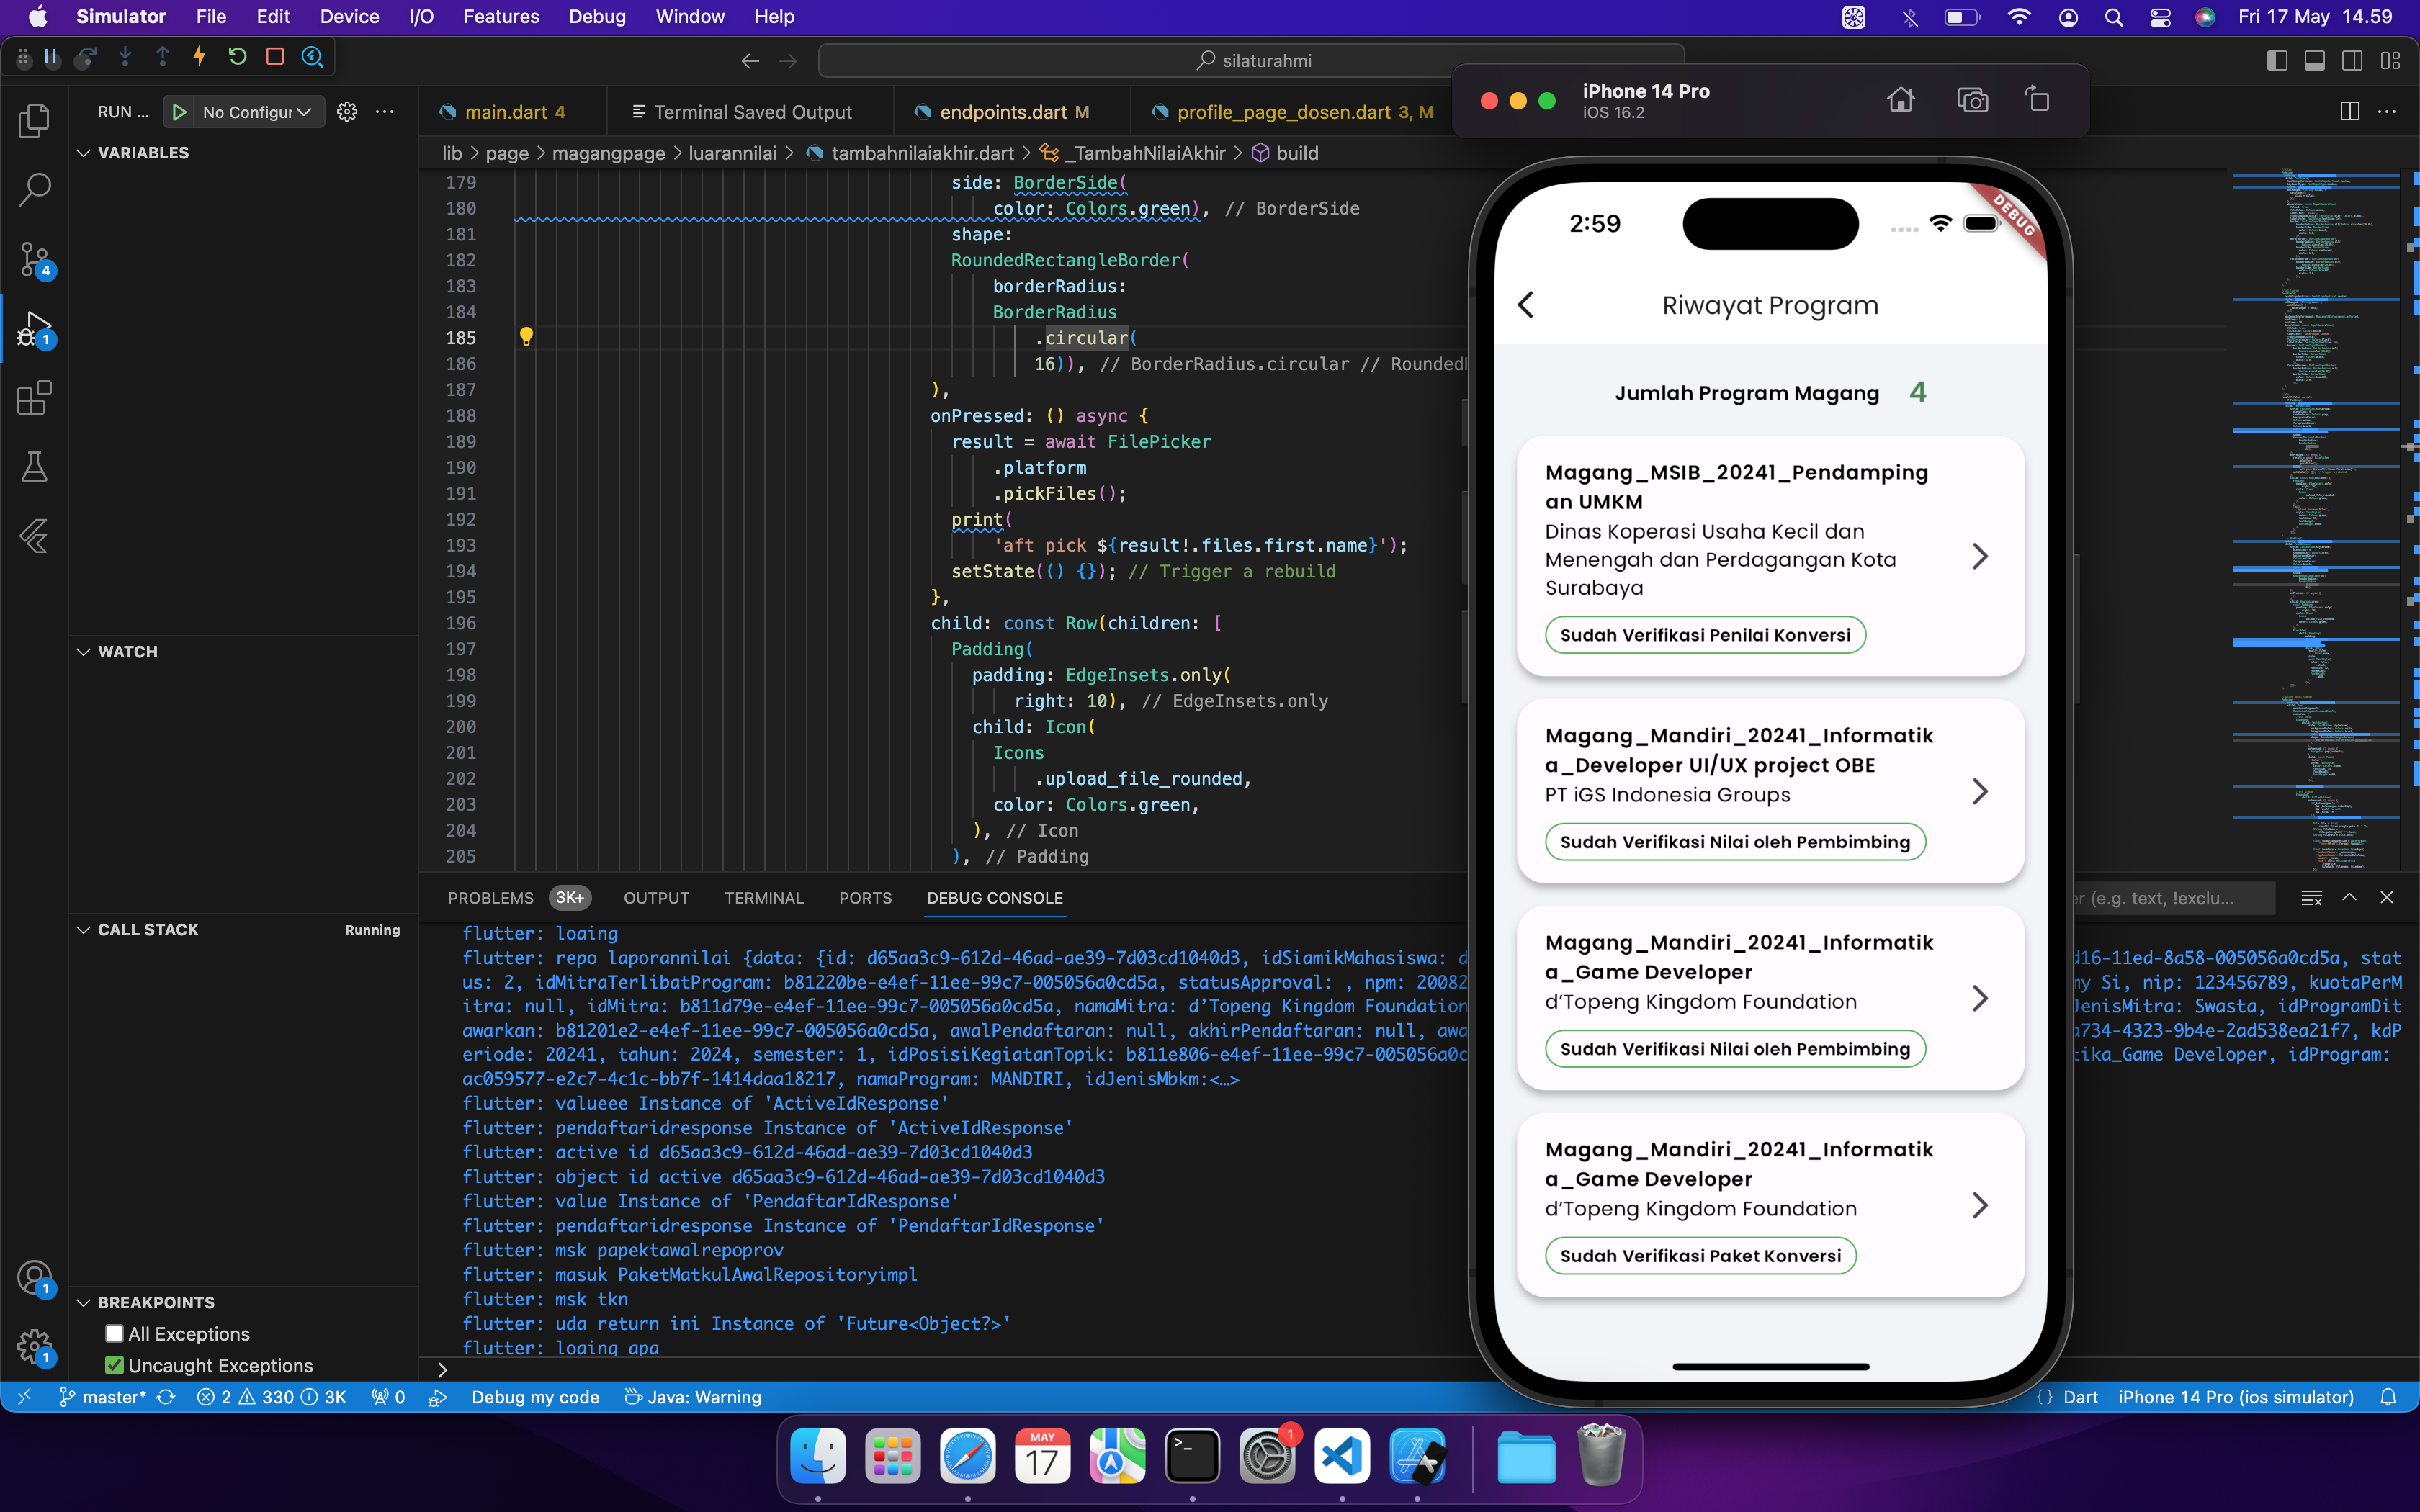 Simulator File Edit Device I/O Features Debug Window Help
Fri 17 May 14.59
silaturahmi
RUN ... No Configur
main.dart 4
Terminal Saved Output
endpoints.dart M
profile_page_dosen.dart 3, M
lib > page > magangpage > luarannilai > tambahnilaiakhir.dart > _TambahNilaiAkhir > build
VARIABLES
WATCH
CALL STACK
Running
BREAKPOINTS
All Exceptions
Uncaught Exceptions
4
1
1
1
179 side: BorderSide(
180 color: Colors.green), // BorderSide
181 shape:
182 RoundedRectangleBorder(
183 borderRadius:
184 BorderRadius
185 .circular(
186 16)), // BorderRadius.circular // Rounded
187 ),
188 onPressed: () async {
189 result = await FilePicker
190 .platform
191 .pickFiles();
192 print(
193 'aft pick ${result!.files.first.name}');
194 setState(() {}); // Trigger a rebuild
195 },
196 child: const Row(children: [
197 Padding(
198 padding: EdgeInsets.only(
199 right: 10), // EdgeInsets.only
200 child: Icon(
201 Icons
202 .upload_file_rounded,
203 color: Colors.green,
204 ), // Icon
205 ), // Padding
PROBLEMS 3K+ OUTPUT TERMINAL PORTS DEBUG CONSOLE
er (e.g. text, !exclu...
flutter: loaing
flutter: repo laporannilai {data: {id: d65aa3c9-612d-46ad-ae39-7d03cd1040d3, idSiamikMahasiswa: d d16-11ed-8a58-005056a0cd5a, stat
us: 2, idMitraTerlibatProgram: b81220be-e4ef-11ee-99c7-005056a0cd5a, statusApproval: , npm: 20082 my Si, nip: 123456789, kuotaPerM
itra: null, idMitra: b811d79e-e4ef-11ee-99c7-005056a0cd5a, namaMitra: d’Topeng Kingdom Foundation JenisMitra: Swasta, idProgramDit
awarkan: b81201e2-e4ef-11ee-99c7-005056a0cd5a, awalPendaftaran: null, akhirPendaftaran: null, awa a734-4323-9b4e-2ad538ea21f7, kdP
eriode: 20241, tahun: 2024, semester: 1, idPosisiKegiatanTopik: b811e806-e4ef-11ee-99c7-005056a0c tika_Game Developer, idProgram:
ac059577-e2c7-4c1c-bb7f-1414daa18217, namaProgram: MANDIRI, idJenisMbkm:<…>
flutter: valueee Instance of 'ActiveIdResponse'
flutter: pendaftaridresponse Instance of 'ActiveIdResponse'
flutter: active id d65aa3c9-612d-46ad-ae39-7d03cd1040d3
flutter: object id active d65aa3c9-612d-46ad-ae39-7d03cd1040d3
flutter: value Instance of 'PendaftarIdResponse'
flutter: pendaftaridresponse Instance of 'PendaftarIdResponse'
flutter: msk papektawalrepoprov
flutter: masuk PaketMatkulAwalRepositoryimpl
flutter: msk tkn
flutter: uda return ini Instance of 'Future<Object?>'
flutter: loaing apa
master* 2 330 3K 0 Debug my code Java: Warning
{ } Dart iPhone 14 Pro (ios simulator)
iPhone 14 Pro
iOS 16.2
2:59
DEBUG
Riwayat Program
Jumlah Program Magang 4
Magang_MSIB_20241_Pendamping
an UMKM
Dinas Koperasi Usaha Kecil dan
Menengah dan Perdagangan Kota
Surabaya
Sudah Verifikasi Penilai Konversi
Magang_Mandiri_20241_Informatik
a_Developer UI/UX project OBE
PT iGS Indonesia Groups
Sudah Verifikasi Nilai oleh Pembimbing
Magang_Mandiri_20241_Informatik
a_Game Developer
d’Topeng Kingdom Foundation
Sudah Verifikasi Nilai oleh Pembimbing
Magang_Mandiri_20241_Informatik
a_Game Developer
d’Topeng Kingdom Foundation
Sudah Verifikasi Paket Konversi
MAY
17
1